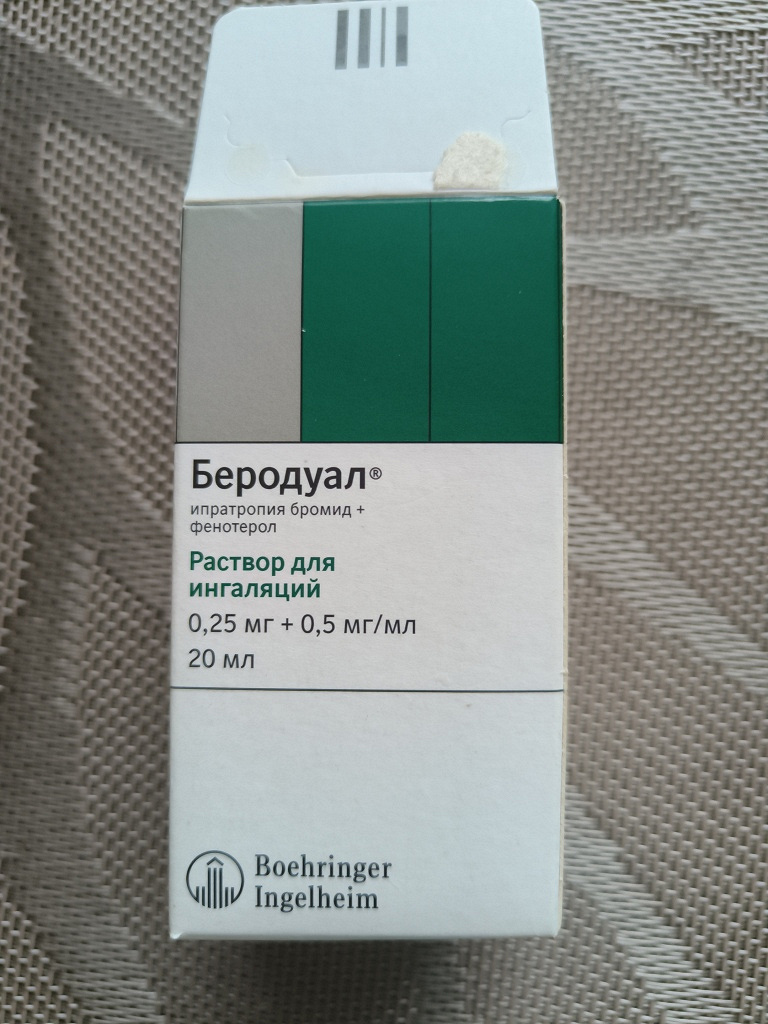 Беродуал®
ипратропия бромид +
фенотерол
Раствор для
ингаляций
0,25 мг + 0,5 мг/мл
20 мл
Boehringer
Ingelheim